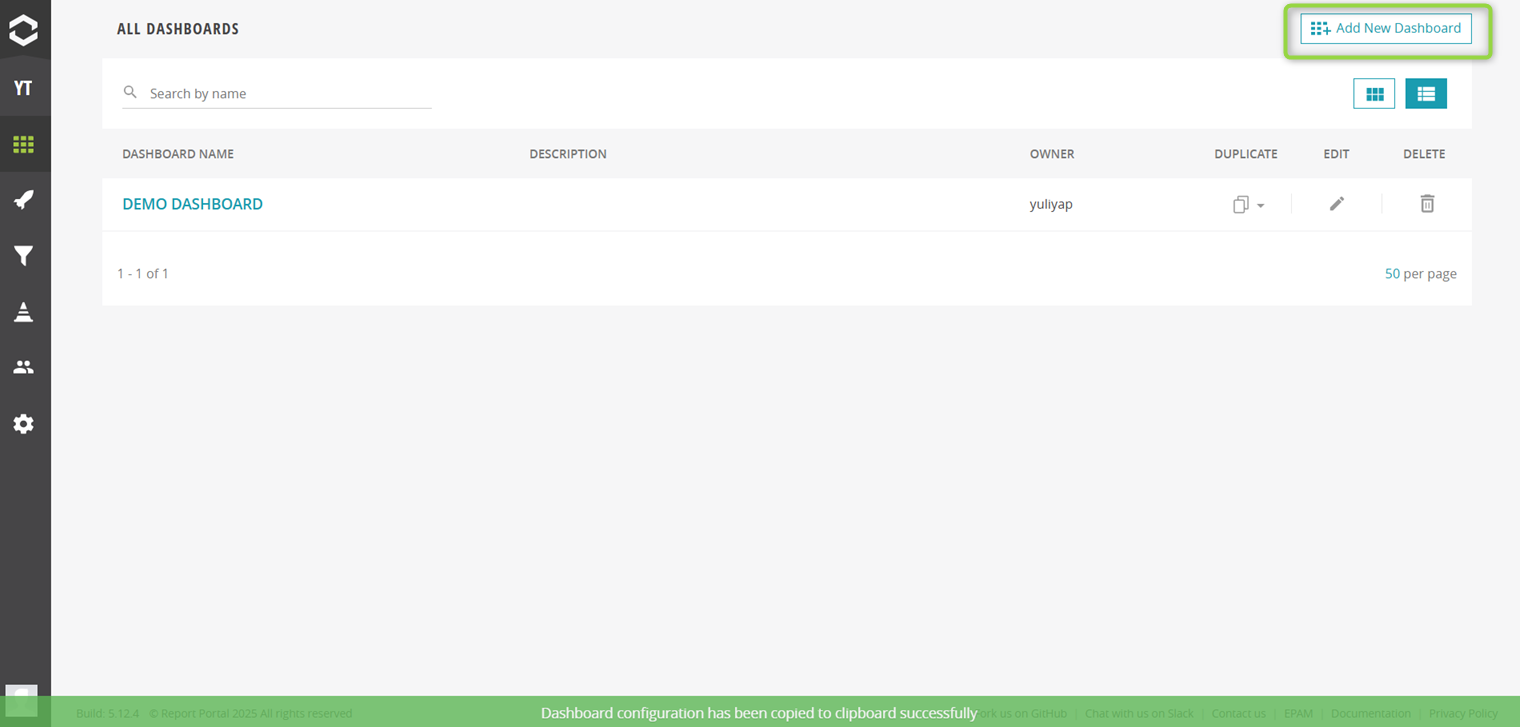 ALL DASHBOARDS
Add New Dashboard
YT
Search by name
DASHBOARD NAME DESCRIPTION OWNER DUPLICATE EDIT DELETE
DEMO DASHBOARD yuliyap
1 - 1 of 1 50 per page
Build: 5.12.4 © Report Portal 2025 All rights reserved Dashboard configuration has been copied to clipboard successfully ork us on GitHub | Chat with us on Slack | Contact us | EPAM | Documentation | Privacy Policy